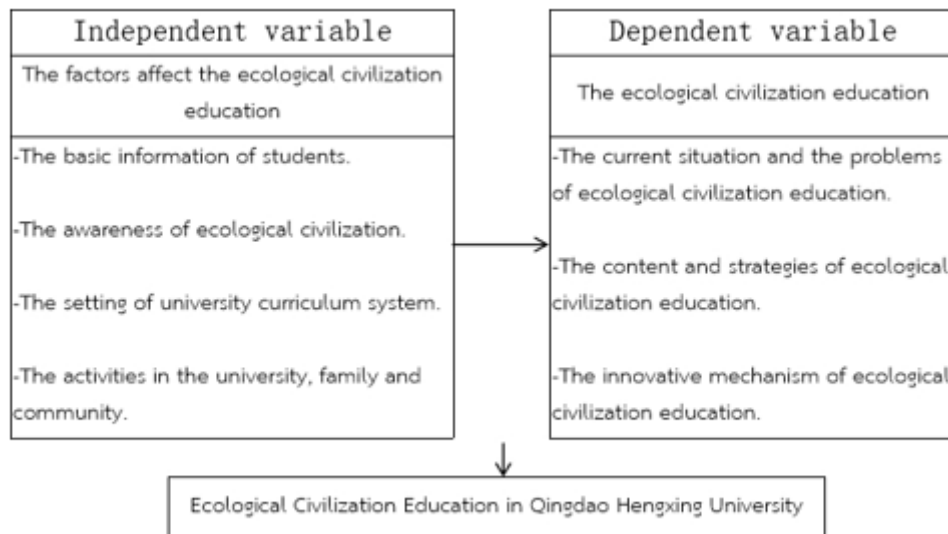 Independent variable
The factors affect the ecological civilization
education
-The basic information of students.
-The awareness of ecological civilization.
-The setting of university curriculum system.
-The activities in the university, family and
community.
Dependent variable
The ecological civilization education
-The current situation and the problems
of ecological civilization education.
-The content and strategies of ecological
civilization education.
-The innovative mechanism of ecological
civilization education.
Ecological Civilization Education in Qingdao Hengxing University